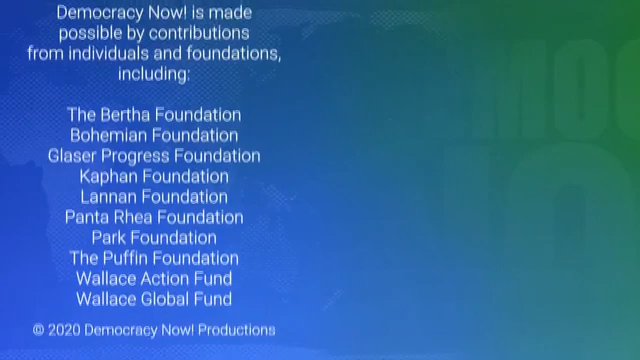 Democracy Now! is made
possible by contributions
from individuals and foundations,
including:
The Bertha Foundation
Bohemian Foundation
Glaser Progress Foundation
Kaphan Foundation
Lannan Foundation
Panta Rhea Foundation
Park Foundation
The Puffin Foundation
Wallace Action Fund
Wallace Global Fund
© 2020 Democracy Now! Productions